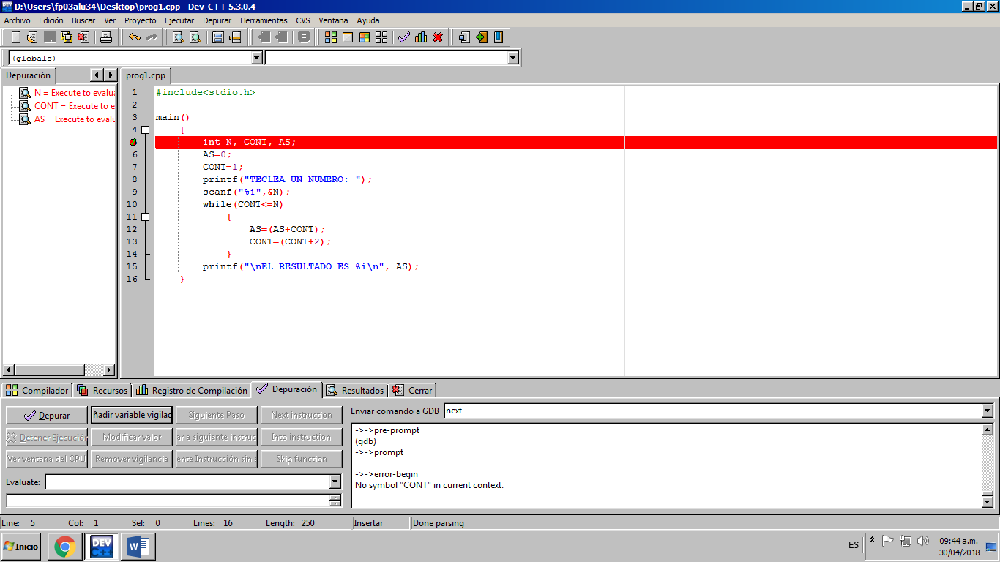 D:\Users\fp03alu34\Desktop\prog1.cpp - Dev-C++ 5.3.0.4
Archivo Edición Buscar Ver Proyecto Ejecutar Depurar Herramientas CVS Ventana Ayuda
(globals)
Depuración
prog1.cpp
N = Execute to evalua
CONT = Execute to e
AS = Execute to evalu
1 #include<stdio.h>
2
3 main()
4 {
int N, CONT, AS;
6 AS=0;
7 CONT=1;
8 printf("TECLEA UN NUMERO: ");
9 scanf("%i",&N);
10 while(CONT<=N)
11 {
12 AS=(AS+CONT);
13 CONT=(CONT+2);
14 }
15 printf("\nEL RESULTADO ES %i\n", AS);
16 }
Compilador Recursos Registro de Compilación Depuración Resultados Cerrar
Depurar ñadir variable vigilad Siguiente Paso Next instruction
Detener Ejecución Modificar valor ar a siguiente instruc Into instruction
Ver ventana del CPU Remover vigilancia ente Instrucción sin Skip function
Evaluate:
Enviar comando a GDB next
->->pre-prompt
(gdb)
->->prompt
->->error-begin
No symbol "CONT" in current context.
Line: 5 Col: 1 Sel: 0 Lines: 16 Length: 250 Insertar Done parsing
Inicio
DEV
C++
W
ES
09:44 a.m.
30/04/2018